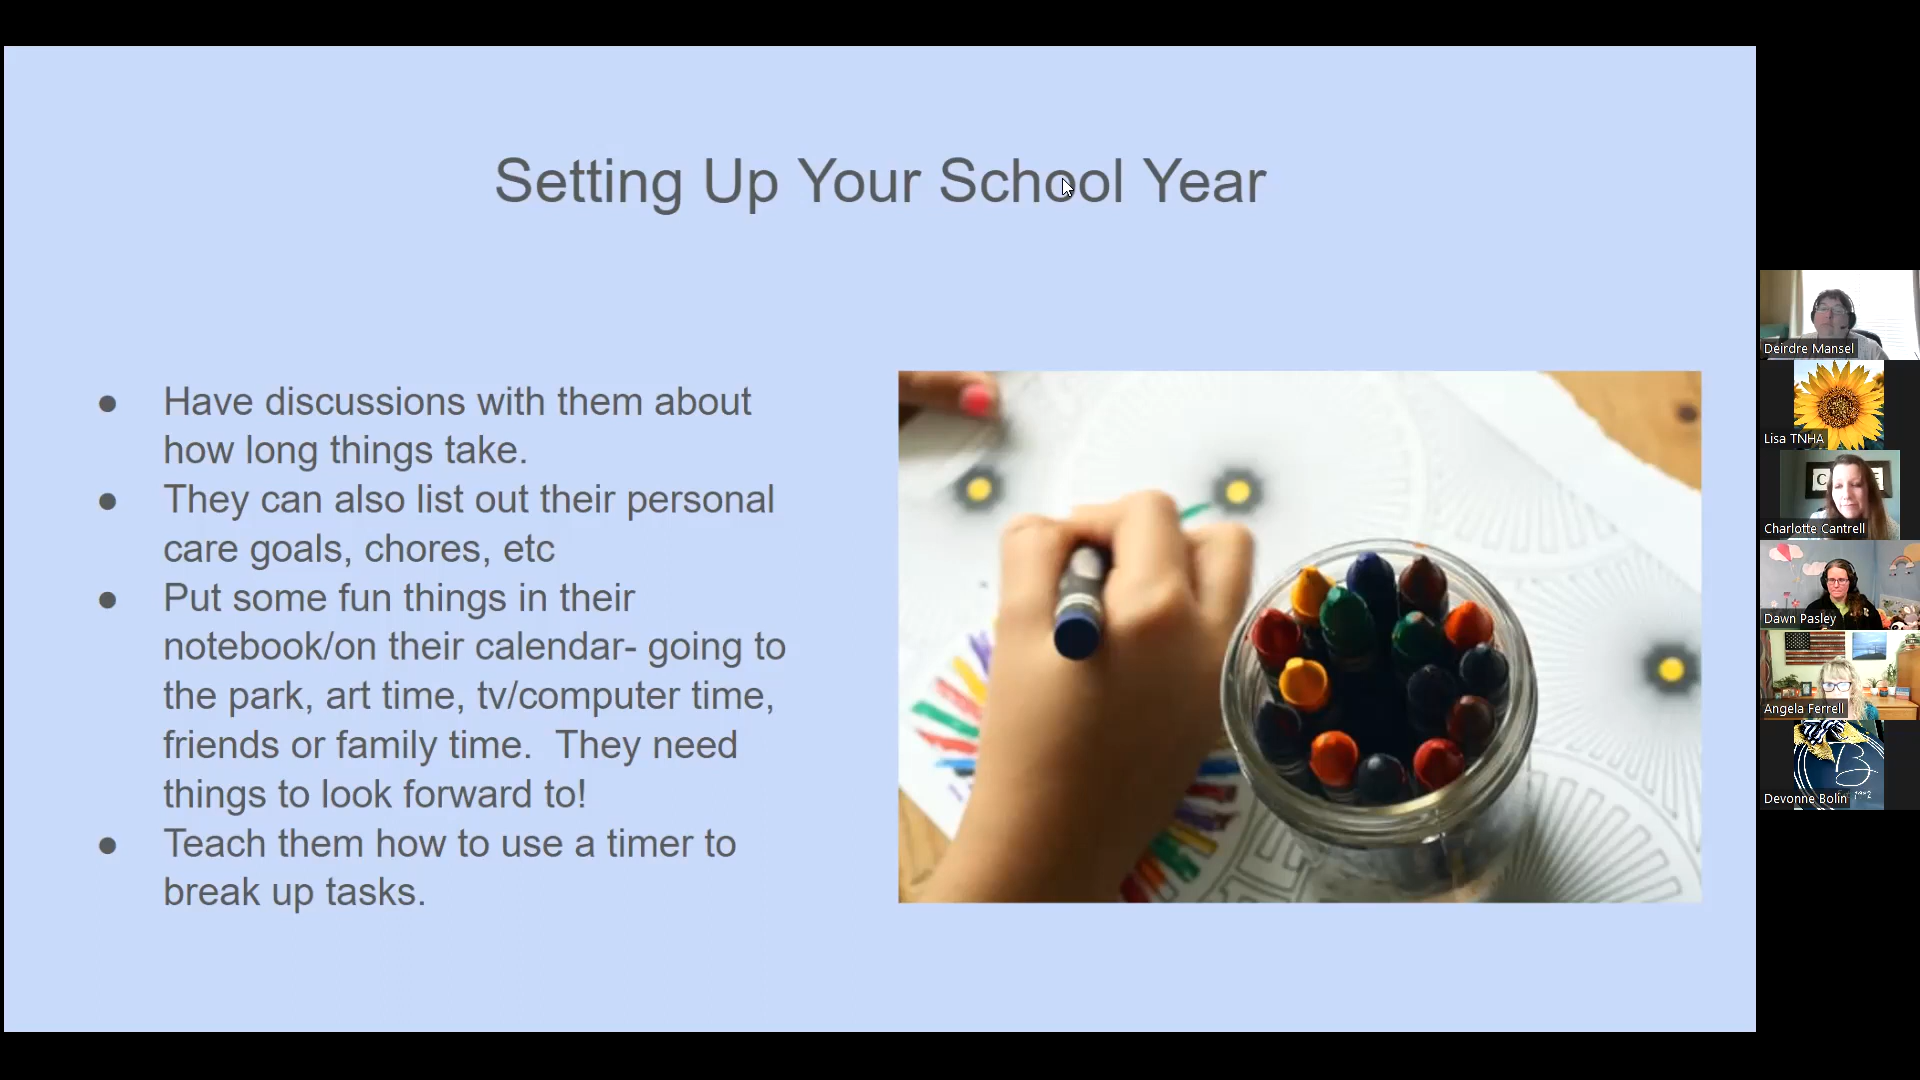 Setting Up Your School Year
● Have discussions with them about
how long things take.
● They can also list out their personal
care goals, chores, etc
● Put some fun things in their
notebook/on their calendar- going to
the park, art time, tv/computer time,
friends or family time.  They need
things to look forward to!
● Teach them how to use a timer to
break up tasks.
Deirdre Mansel
Lisa TNHA
Charlotte Cantrell
Dawn Pasley
Angela Ferrell
B
Devonne Bolin